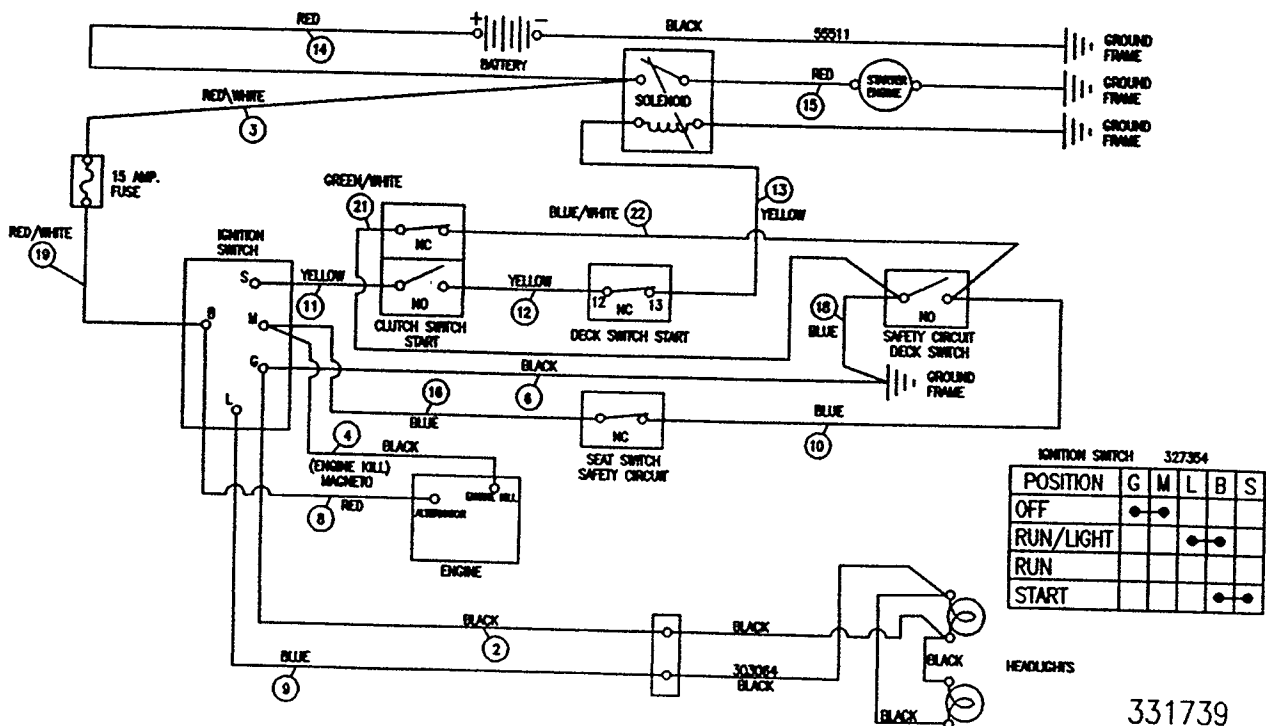 RED
14
+
-
BATTERY
BLACK
55511
GROUND
FRAME
RED\WHITE
3
SOLENOID
RED
15
STARTER
ENGINE
GROUND
FRAME
GROUND
FRAME
15 AMP.
FUSE
GREEN/WHITE
21
NC
BLUE/WHITE 22
13
YELLOW
RED/WHITE
19
IGNITION
SWITCH
S
YELLOW
11
NO
CLUTCH SWITCH
START
YELLOW
12
12
NC
13
DECK SWITCH START
18
BLUE
NO
SAFETY CIRCUIT
DECK SWITCH
B
M
G
L
BLACK
6
GROUND
FRAME
16
BLUE
NC
SEAT SWITCH
SAFETY CIRCUIT
BLUE
10
4
BLACK
(ENGINE KILL)
MAGNETO
8
RED
ALTERNATOR
ENGINE KILL
ENGINE
IGNITION SWITCH 327354
POSITION G M L B S
OFF
RUN/LIGHT
RUN
START
BLACK
2
BLACK
BLUE
9
303064
BLACK
BLACK
HEADLIGHTS
BLACK
331739